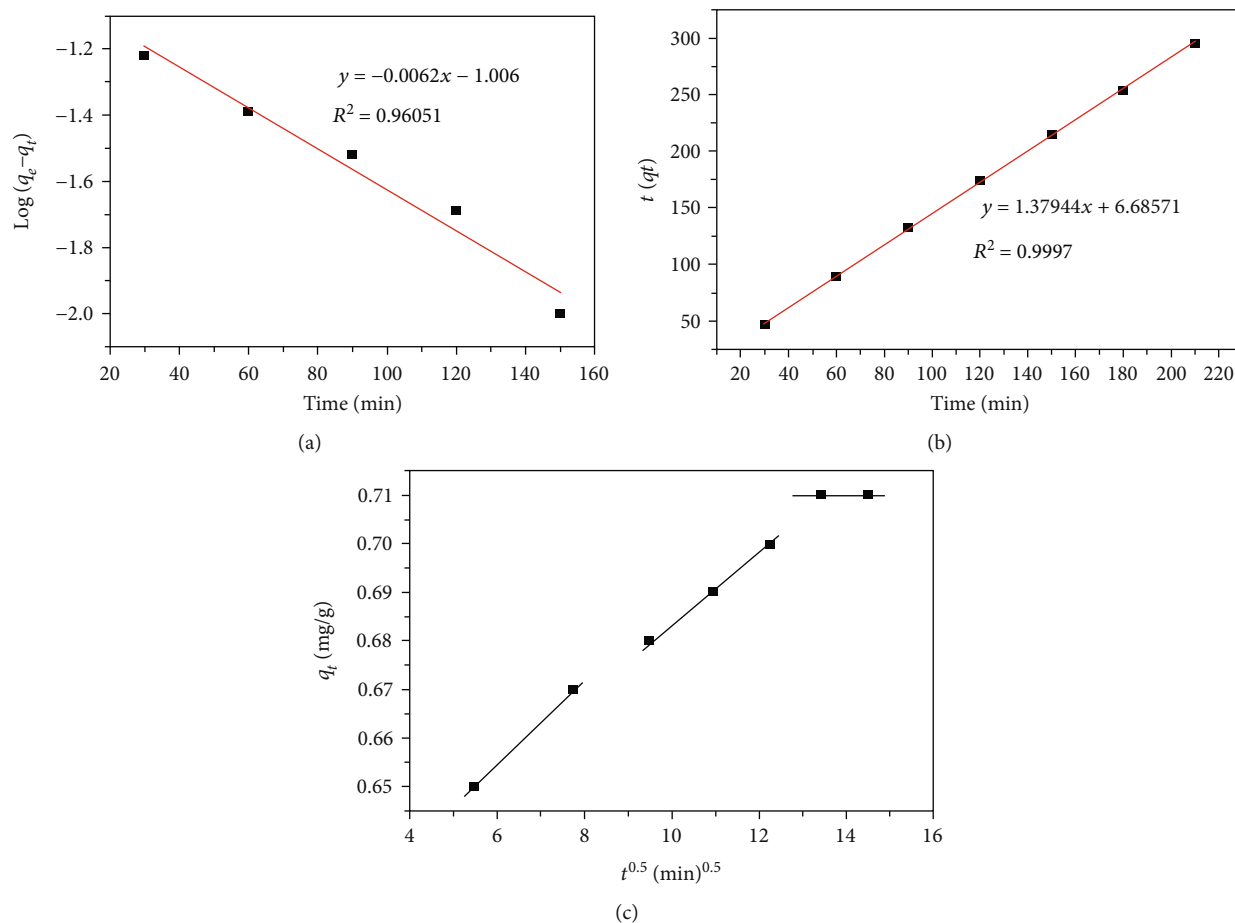 −1.2
−1.4
−1.6
−1.8
−2.0
Log (q_e−q_t)
y = −0.0062x − 1.006
R² = 0.96051
20 40 60 80 100 120 140 160
Time (min)
(a)
300
250
200
150
100
50
t (qt)
y = 1.37944x + 6.68571
R² = 0.9997
20 40 60 80 100 120 140 160 180 200 220
Time (min)
(b)
0.71
0.70
0.69
0.68
0.67
0.66
0.65
q_t (mg/g)
4 6 8 10 12 14 16
t^0.5 (min)^0.5
(c)